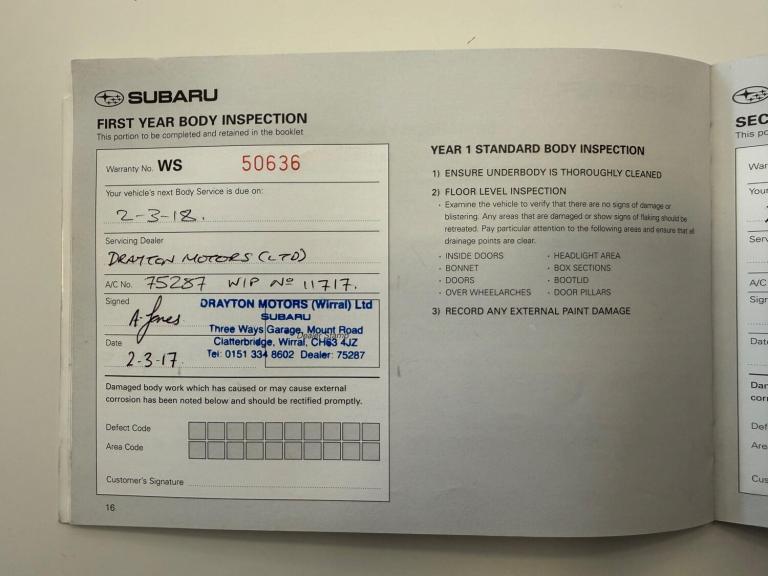 SUBARU
FIRST YEAR BODY INSPECTION
This portion to be completed and retained in the booklet
Warranty No. WS 50636
Your vehicle's next Body Service is due on:
2-3-18.
Servicing Dealer
DRAYTON MOTORS (LTD)
A/C No. 75287 WIP Nº 11717.
Signed
A. Jones
DRAYTON MOTORS (Wirral) Ltd
SUBARU
Three Ways Garage, Mount Road
Clatterbridge, Wirral, CH63 4JZ
Tel: 0151 334 8602 Dealer: 75287
Dealer Stamp
Date
2-3-17
Damaged body work which has caused or may cause external
corrosion has been noted below and should be rectified promptly.
Defect Code
Area Code
Customer's Signature
16
YEAR 1 STANDARD BODY INSPECTION
1) ENSURE UNDERBODY IS THOROUGHLY CLEANED
2) FLOOR LEVEL INSPECTION
· Examine the vehicle to verify that there are no signs of damage or
blistering. Any areas that are damaged or show signs of flaking should be
retreated. Pay particular attention to the following areas and ensure that all
drainage points are clear.
· INSIDE DOORS
· BONNET
· DOORS
· OVER WHEELARCHES
· HEADLIGHT AREA
· BOX SECTIONS
· BOOTLID
· DOOR PILLARS
3) RECORD ANY EXTERNAL PAINT DAMAGE
SEC
This po
War
Your
Serv
A/C
Sign
Date
Dar
corr
Def
Are
Cus